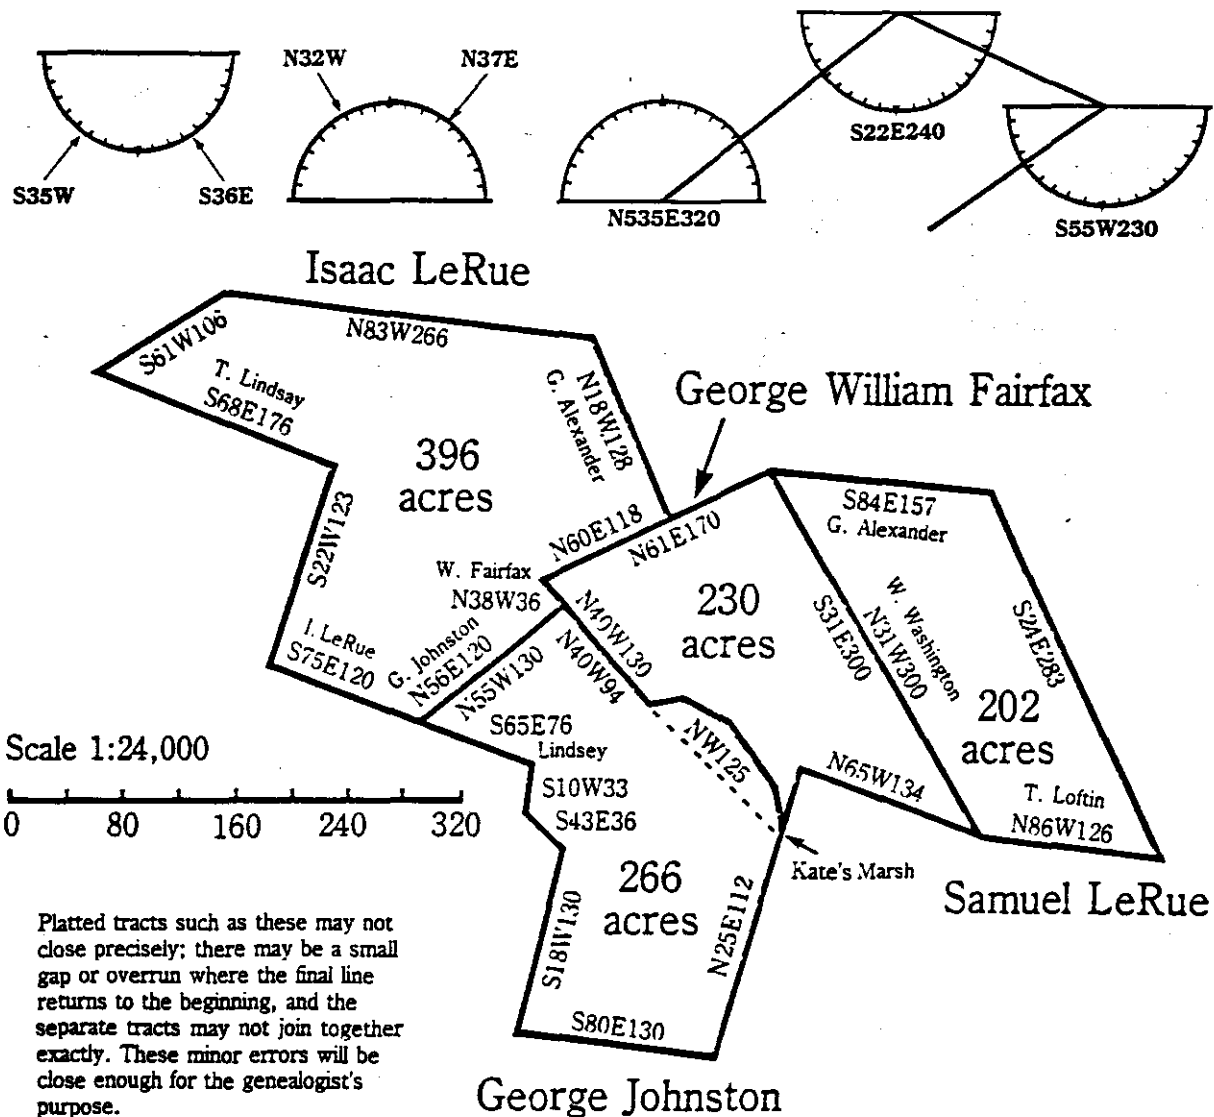 N32W
N37E
S35W
S36E
S22E240
N535E320
S55W230
Isaac LeRue
S61W106
N83W266
T. Lindsay
S68E176
N18W128
G. Alexander
George William Fairfax
396
acres
S84E157
G. Alexander
N60E118
N61E170
S22W123
W. Fairfax
N38W36
N49W130
230
acres
S31E300
W. Washington
N31W300
S24E283
I. LeRue
S75E120
G. Johnston
N56E120
N55W130
N40W94
202
acres
S65E76
Lindsey
NW125
N65W134
Scale 1:24,000
S10W33
T. Loftin
N86W126
0 80 160 240 320
S43E36
Kate's Marsh
266
acres
Samuel LeRue
S18W130
N25E112
Platted tracts such as these may not
close precisely; there may be a small
gap or overrun where the final line
returns to the beginning, and the
separate tracts may not join together
exactly. These minor errors will be
close enough for the genealogist's
purpose.
S80E130
George Johnston